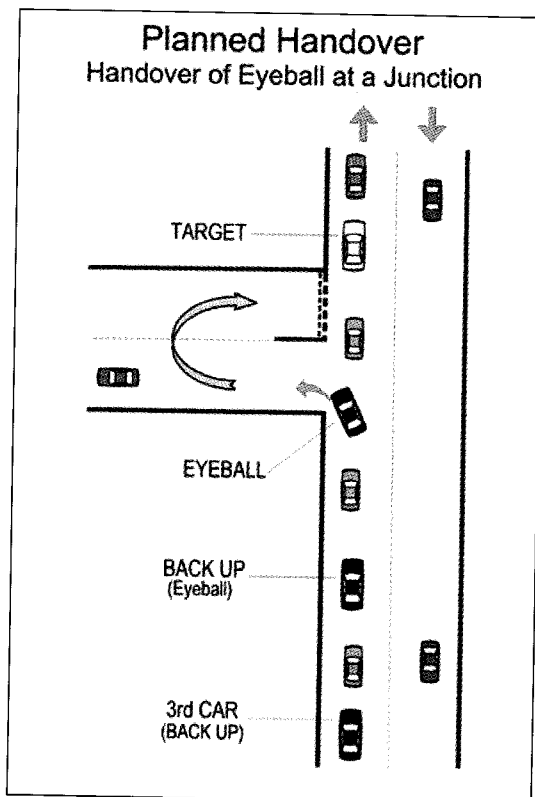 Planned Handover
Handover of Eyeball at a Junction
TARGET
EYEBALL
BACK UP
(Eyeball)
3rd CAR
(BACK UP)